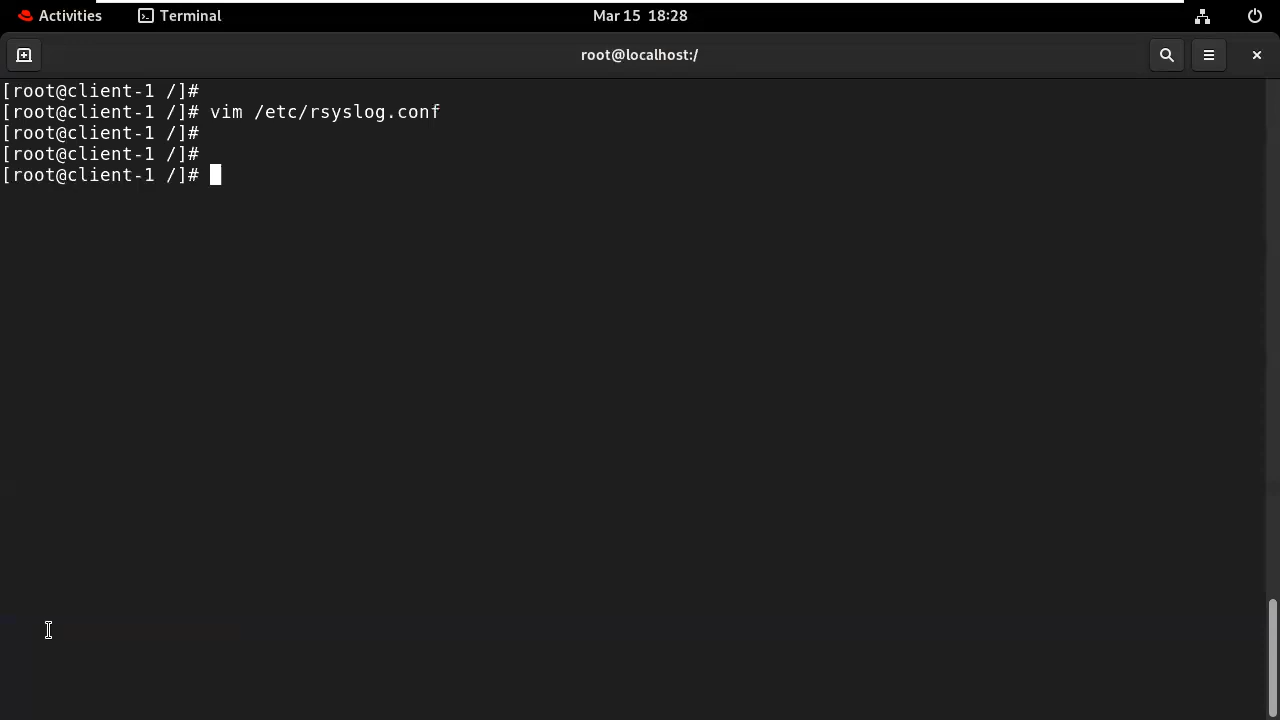 Activities Terminal Mar 15 18:28
root@localhost:/
[root@client-1 /]#
[root@client-1 /]# vim /etc/rsyslog.conf
[root@client-1 /]#
[root@client-1 /]#
[root@client-1 /]#